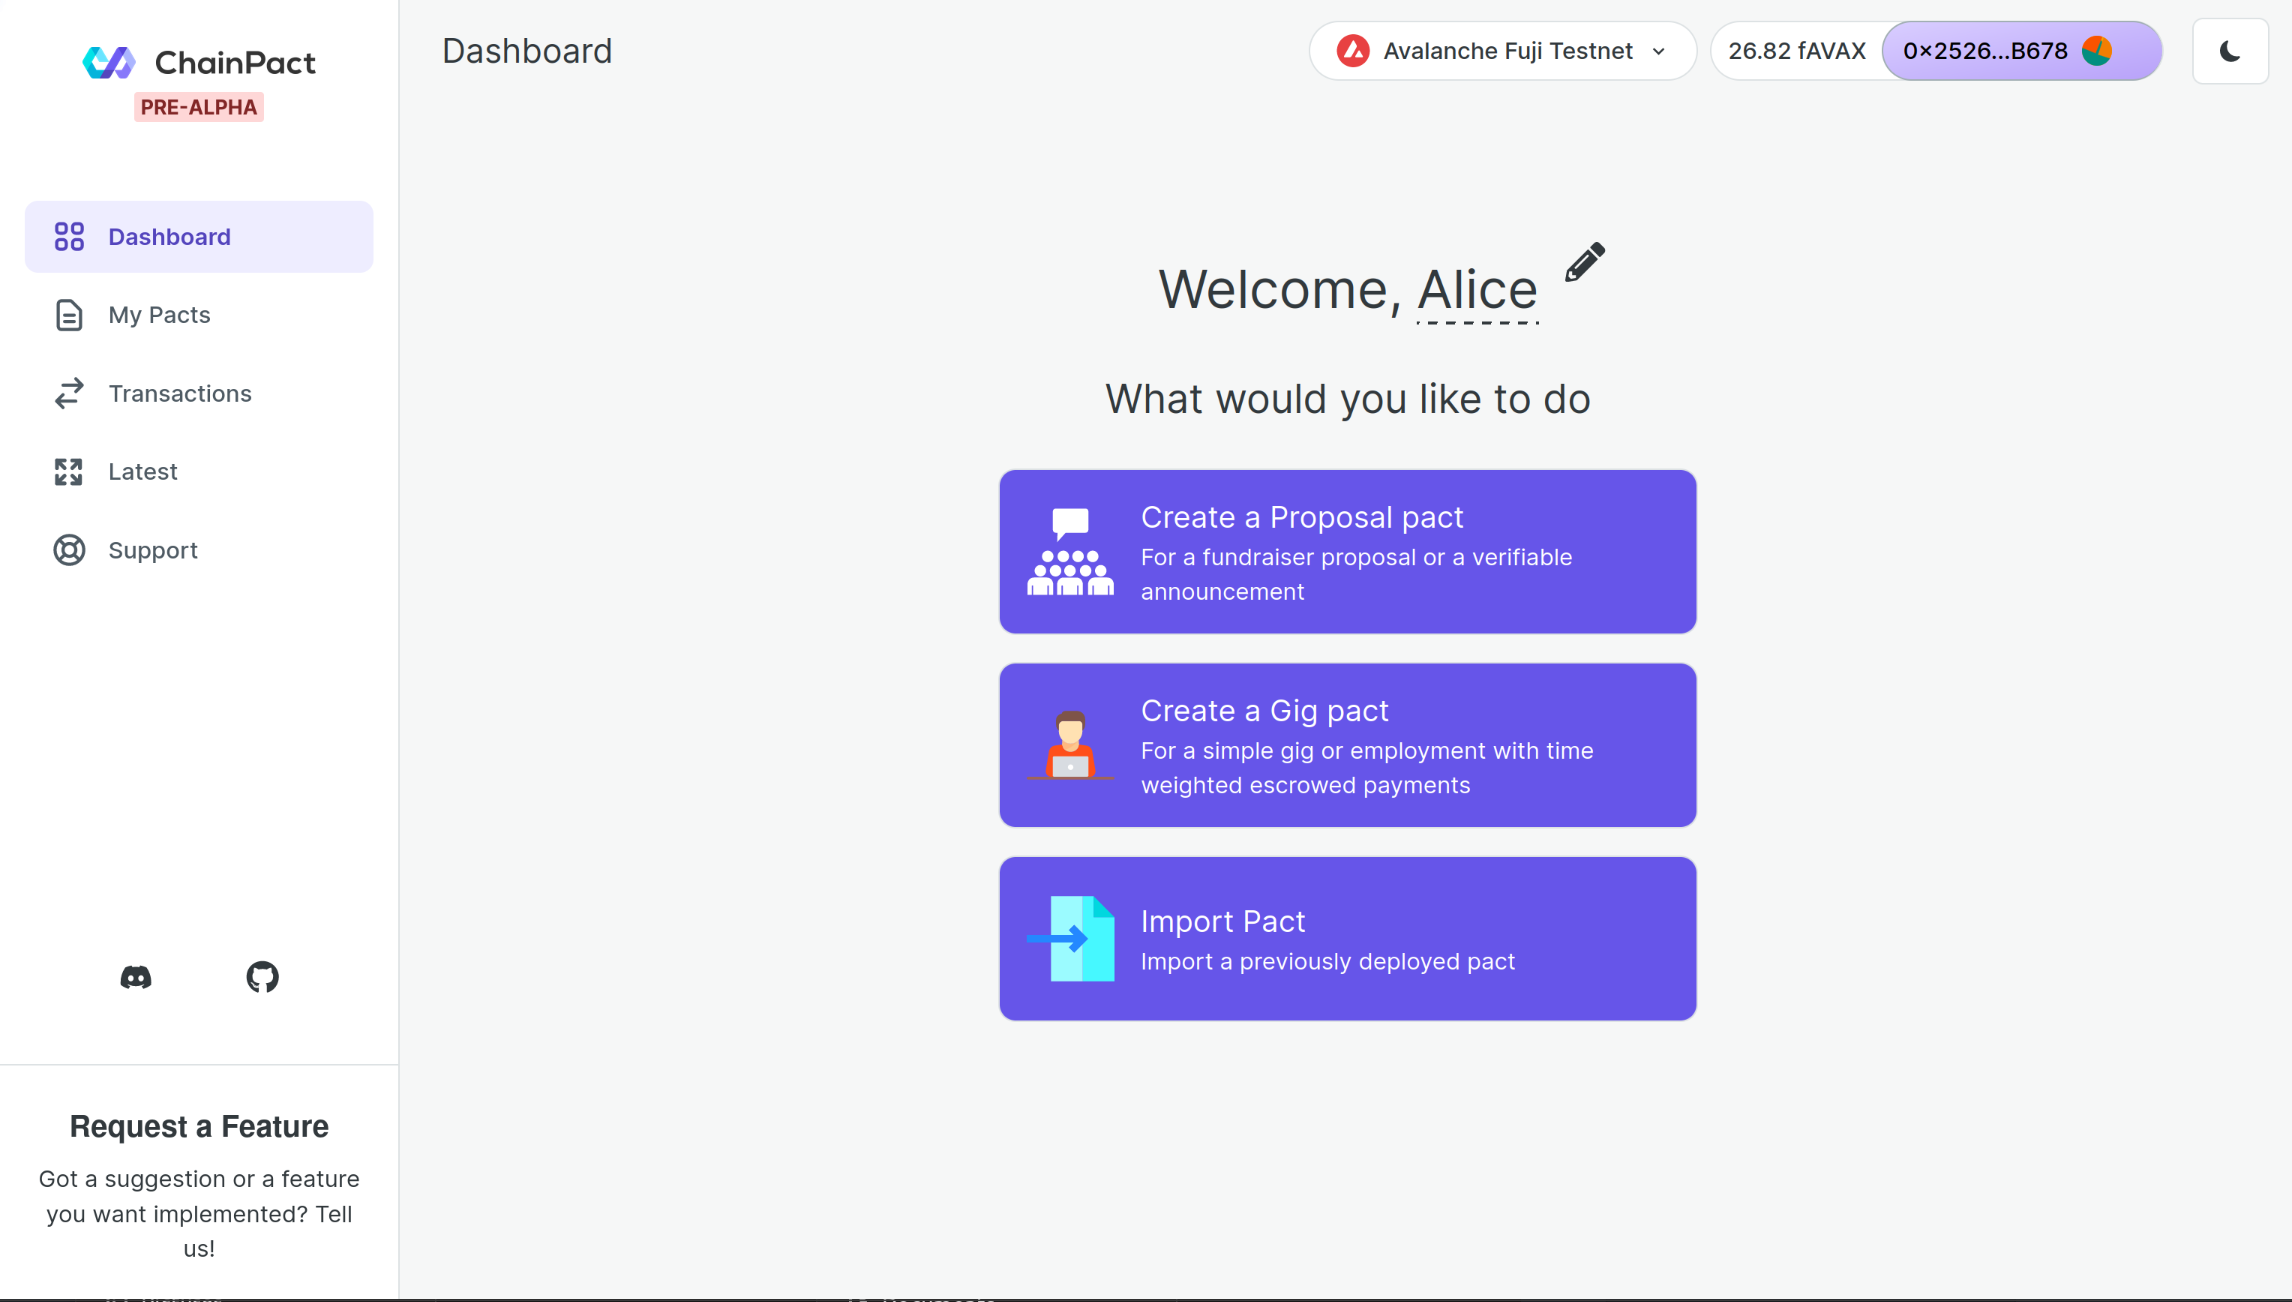 ChainPact
PRE-ALPHA
Dashboard
My Pacts
Transactions
Latest
Support
Request a Feature
Got a suggestion or a feature
you want implemented? Tell
us!
Dashboard
Avalanche Fuji Testnet
26.82 fAVAX
0×2526...B678
Welcome, Alice
What would you like to do
Create a Proposal pact
For a fundraiser proposal or a verifiable
announcement
Create a Gig pact
For a simple gig or employment with time
weighted escrowed payments
Import Pact
Import a previously deployed pact